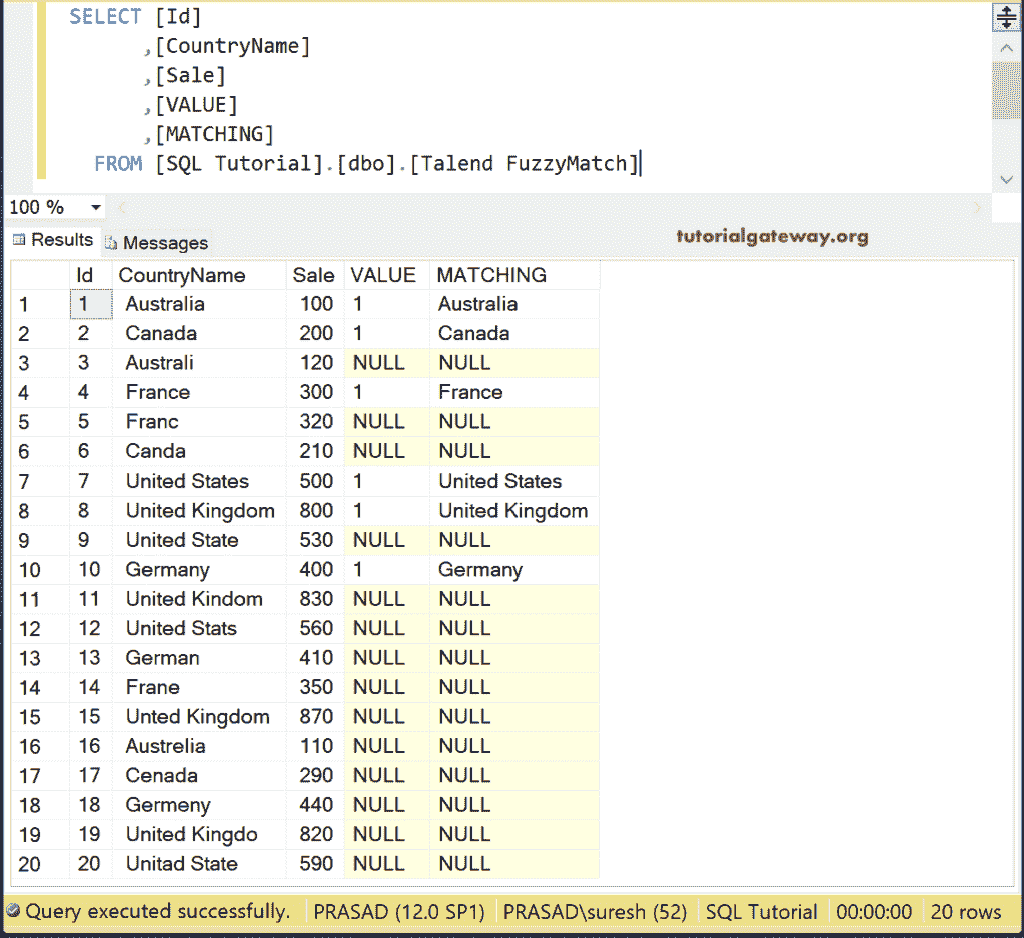 SELECT [Id]
,[CountryName]
,[Sale]
,[VALUE]
,[MATCHING]
FROM [SQL Tutorial].[dbo].[Talend FuzzyMatch]
100 %
Results Messages tutorialgateway.org
Id CountryName Sale VALUE MATCHING
1 1 Australia 100 1 Australia
2 2 Canada 200 1 Canada
3 3 Australi 120 NULL NULL
4 4 France 300 1 France
5 5 Franc 320 NULL NULL
6 6 Canda 210 NULL NULL
7 7 United States 500 1 United States
8 8 United Kingdom 800 1 United Kingdom
9 9 United State 530 NULL NULL
10 10 Germany 400 1 Germany
11 11 United Kindom 830 NULL NULL
12 12 United Stats 560 NULL NULL
13 13 German 410 NULL NULL
14 14 Frane 350 NULL NULL
15 15 Unted Kingdom 870 NULL NULL
16 16 Austrelia 110 NULL NULL
17 17 Cenada 290 NULL NULL
18 18 Germeny 440 NULL NULL
19 19 United Kingdo 820 NULL NULL
20 20 Unitad State 590 NULL NULL
Query executed successfully. PRASAD (12.0 SP1) PRASAD\suresh (52) SQL Tutorial 00:00:00 20 rows